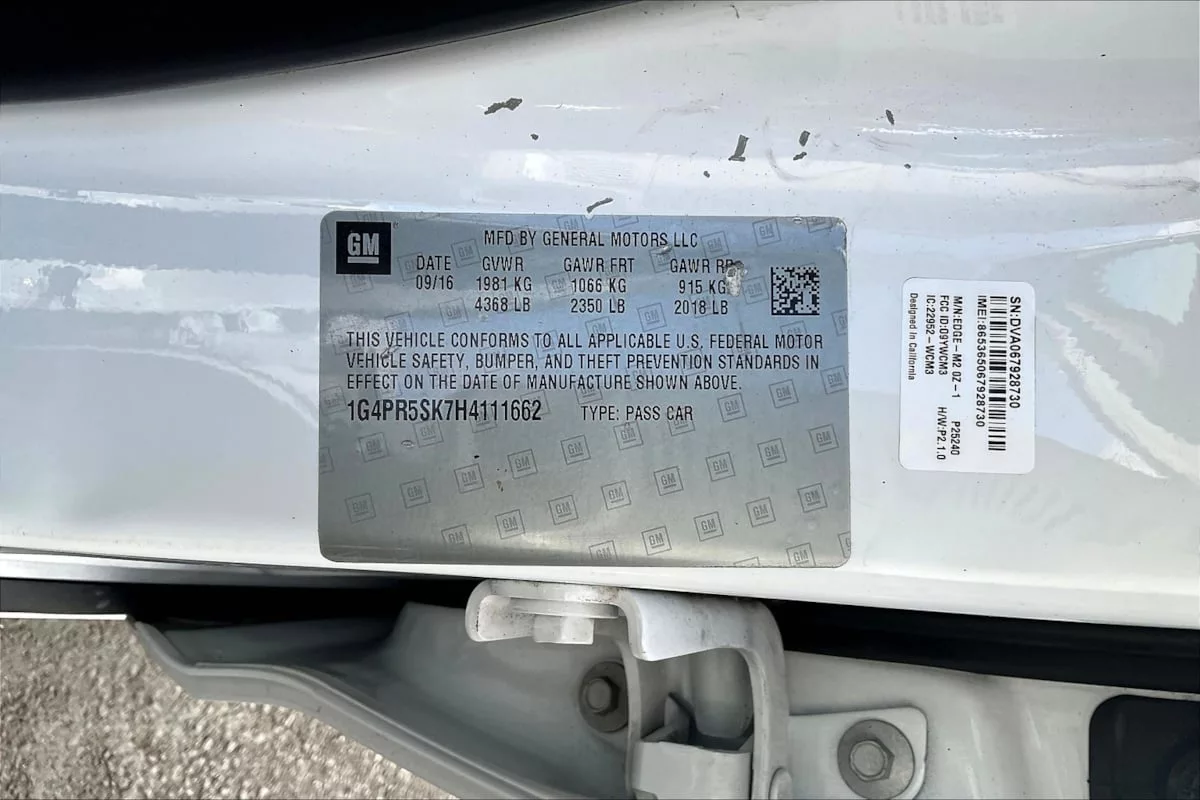 GM
MFD BY GENERAL MOTORS LLC
DATE GVWR GAWR FRT GAWR RR
09/16 1981 KG 1066 KG 915 KG
4368 LB 2350 LB 2018 LB
THIS VEHICLE CONFORMS TO ALL APPLICABLE U.S. FEDERAL MOTOR
VEHICLE SAFETY, BUMPER, AND THEFT PREVENTION STANDARDS IN
EFFECT ON THE DATE OF MANUFACTURE SHOWN ABOVE.
1G4PR5SK7H4111662 TYPE: PASS CAR
SN:DVA067928730
IMEI:865365067928730
M/N:EDGE-M2 0Z-1 P25240
FCC ID:O9YWCM3 H/W:P2.1.0
IC:22952-WCM3
Designed in California